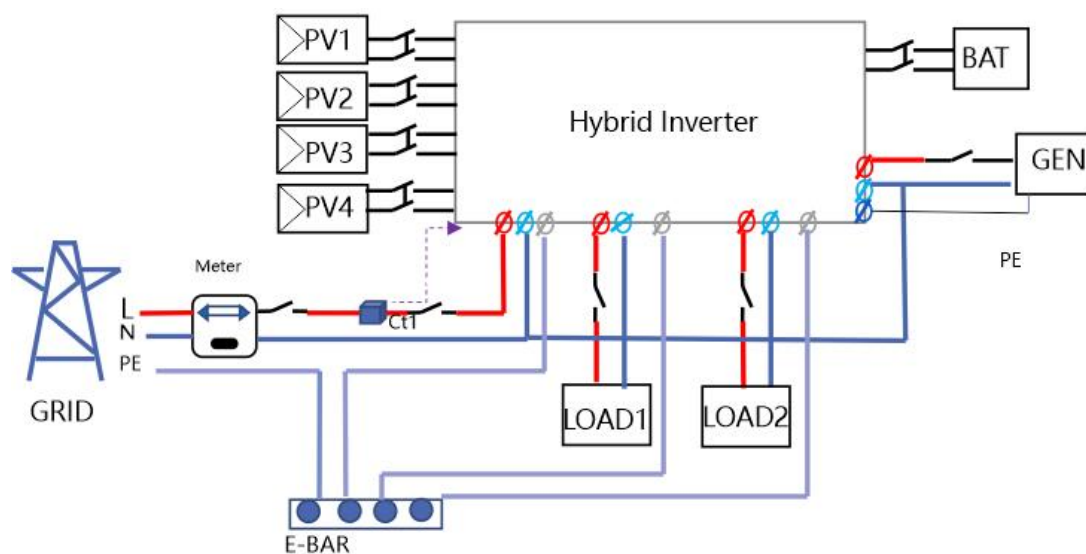 PV1
BAT
PV2
Hybrid Inverter
PV3
GEN
PV4
PE
Meter
L
Ct1
N
PE
GRID
LOAD1
LOAD2
E-BAR